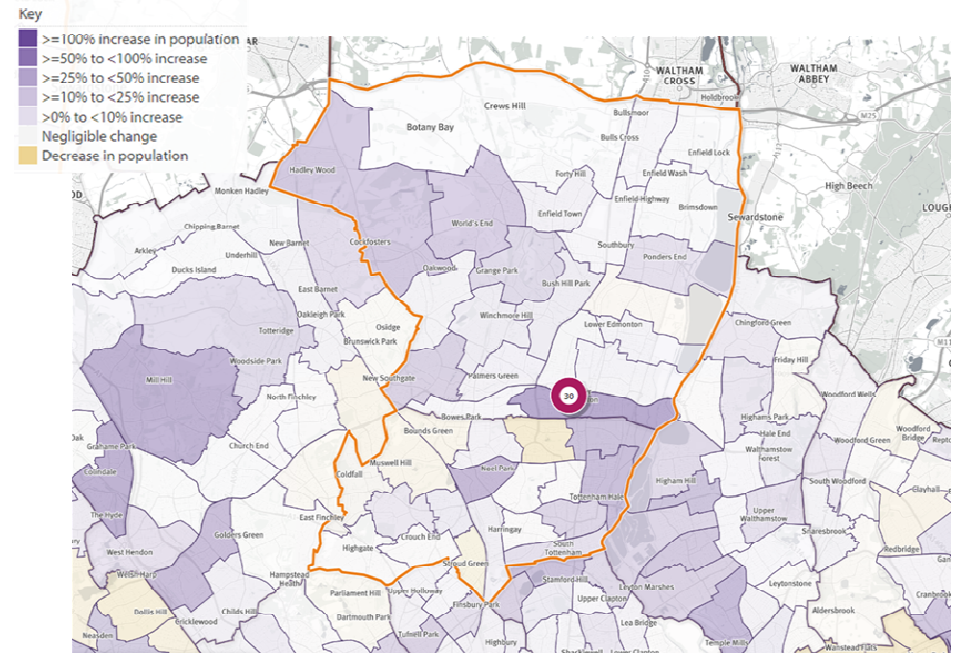 Key
>=100% increase in population
>=50% to <100% increase
>=25% to <50% increase
>=10% to <25% increase
>0% to <10% increase
Negligible change
Decrease in population
WALTHAM
CROSS
WALTHAM
ABBEY
Holdbrook
M25
Crews Hill
Bullsmoor
Botany Bay
Bulls Cross
Enfield Lock
Hadley Wood
Forty Hill
Enfield Wash
High Beech
Monken Hadley
Enfield Highway
Brimsdown
LOUG
Enfield Town
Sewardstone
Chipping Barnet
World's End
New Barnet
Cockfosters
Southbury
Arkley
Underhill
Ponders End
Ducks Island
Oakwood
Grange Park
Bush Hill Park
East Barnet
Oakleigh Park
Winchmore Hill
Lower Edmonton
Chingford Green
Osidge
Totteridge
Brunswick Park
Woodside Park
Friday Hill
Mill Hill
New Southgate
Palmers Green
North Finchley
30
Woodford Wells
Bowes Park
Highams Park
Bounds Green
Hale End
Woodford
Bridge
Woodford Green
Grahame Park
Church End
Walthamstow
Forest
Muswell Hill
Noel Park
Colindale
Coldfall
Higham Hill
South Woodford
Clayhall
Tottenham Hale
The Hyde
East Finchley
Upper
Walthamstow
Snaresbrook
Golders Green
Crouch End
Harringay
West Hendon
Highgate
South
Tottenham
Redbridge
Stroud Green
Welsh Harp
Hampstead
Heath
Stamford Hill
Leyton Marshes
Leytonstone
Parliament Hill
Upper Holloway
Upper Clapton
Cranbrook
Finsbury Park
Dollis Hill
Childs Hill
Aldersbrook
Cricklewood
Dartmouth Park
Lea Bridge
Neasden
Tufnell Park
Highbury
Temple Mills
Wanstead Flats